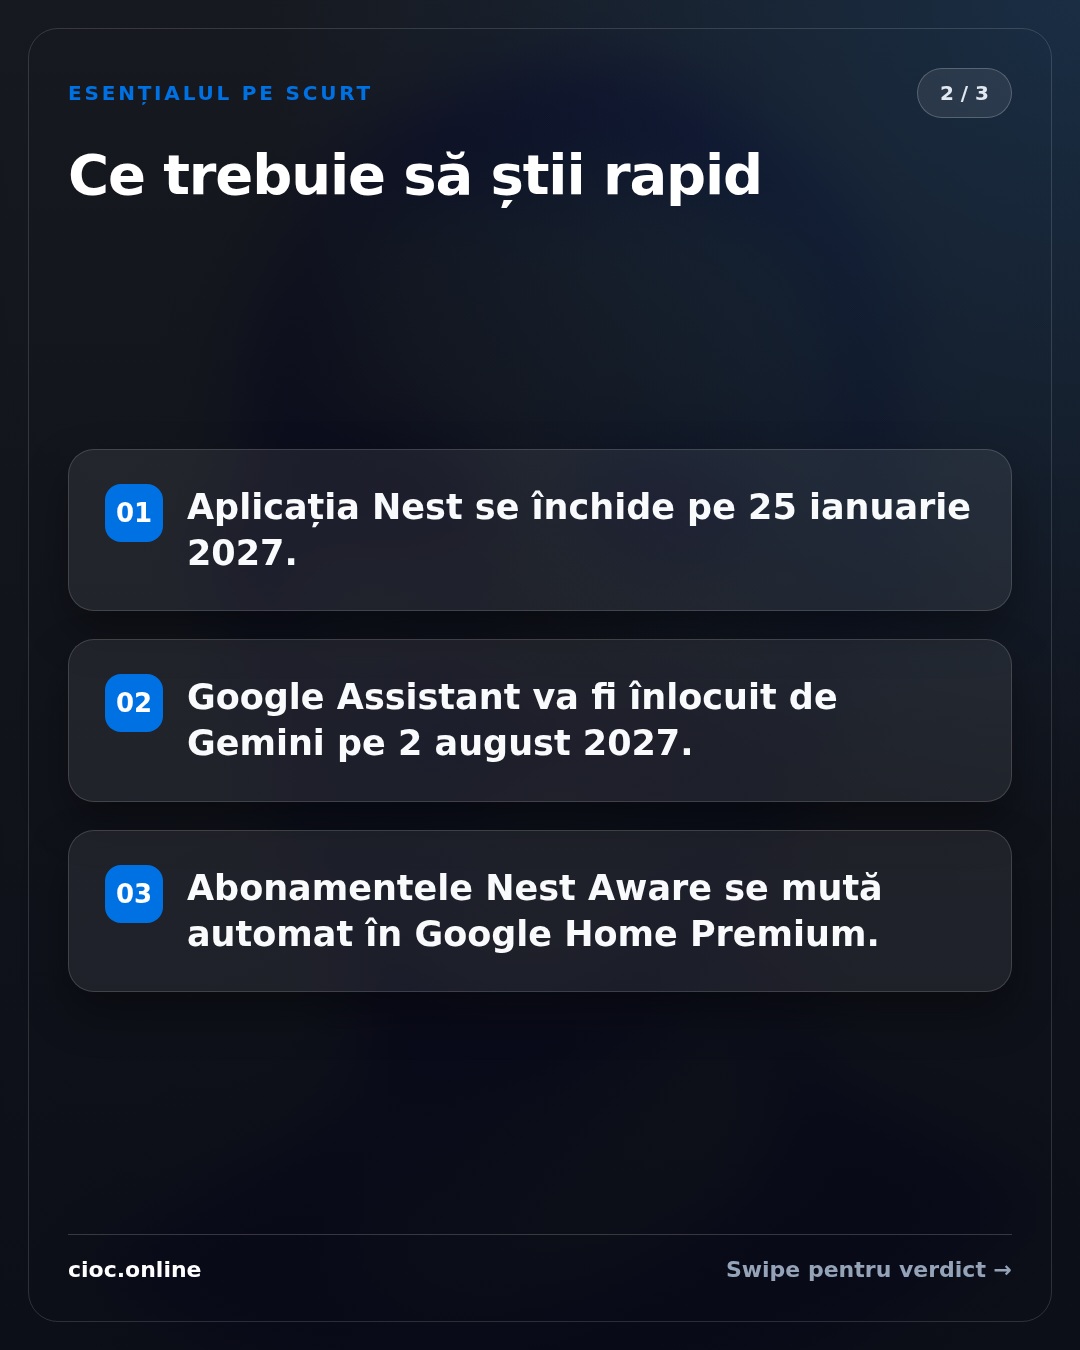 ESENȚIALUL PE SCURT
2 / 3
Ce trebuie să știi rapid
01
Aplicația Nest se închide pe 25 ianuarie
2027.
02
Google Assistant va fi înlocuit de
Gemini pe 2 august 2027.
03
Abonamentele Nest Aware se mută
automat în Google Home Premium.
cioc.online
Swipe pentru verdict →